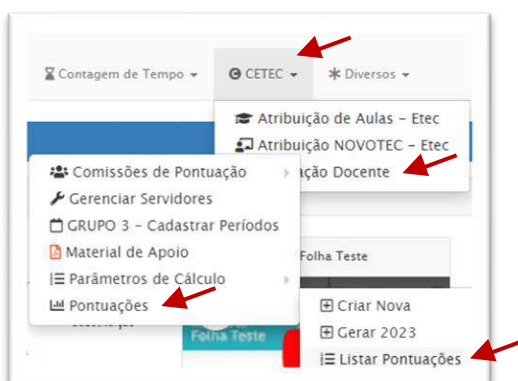 Contagem de Tempo
CETEC
Diversos
Atribuição de Aulas – Etec
Atribuição NOVOTEC – Etec
ação Docente
Comissões de Pontuação
Gerenciar Servidores
GRUPO 3 – Cadastrar Períodos
Material de Apoio
Parâmetros de Cálculo
Pontuações
Folha Teste
Folha Teste
Criar Nova
Gerar 2023
Listar Pontuações